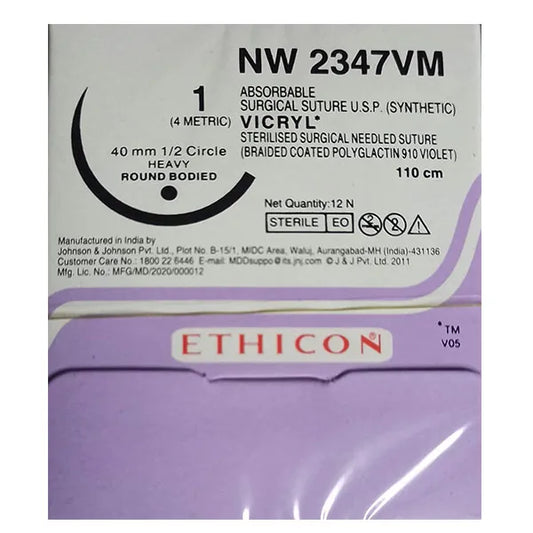 NW 2347VM
1
(4 METRIC)
40 mm 1/2 Circle
HEAVY
ROUND BODIED
ABSORBABLE
SURGICAL SUTURE U.S.P. (SYNTHETIC)
VICRYL*
STERILISED SURGICAL NEEDLED SUTURE
(BRAIDED COATED POLYGLACTIN 910 VIOLET)
110 cm
Net Quantity: 12 N
STERILE EO
Manufactured in India by
Johnson & Johnson Pvt. Ltd., Plot No. B-15/1, MIDC Area, Waluj, Aurangabad-MH (India)-431136
Customer Care No.: 1800 22 6446 E-mail: MDDsuppo®its.jnj.com © J & J Pvt. Ltd. 2011
Mfg. Lic. No.: MFG/MD/2020/000012
ETHICON®
*TM
V05